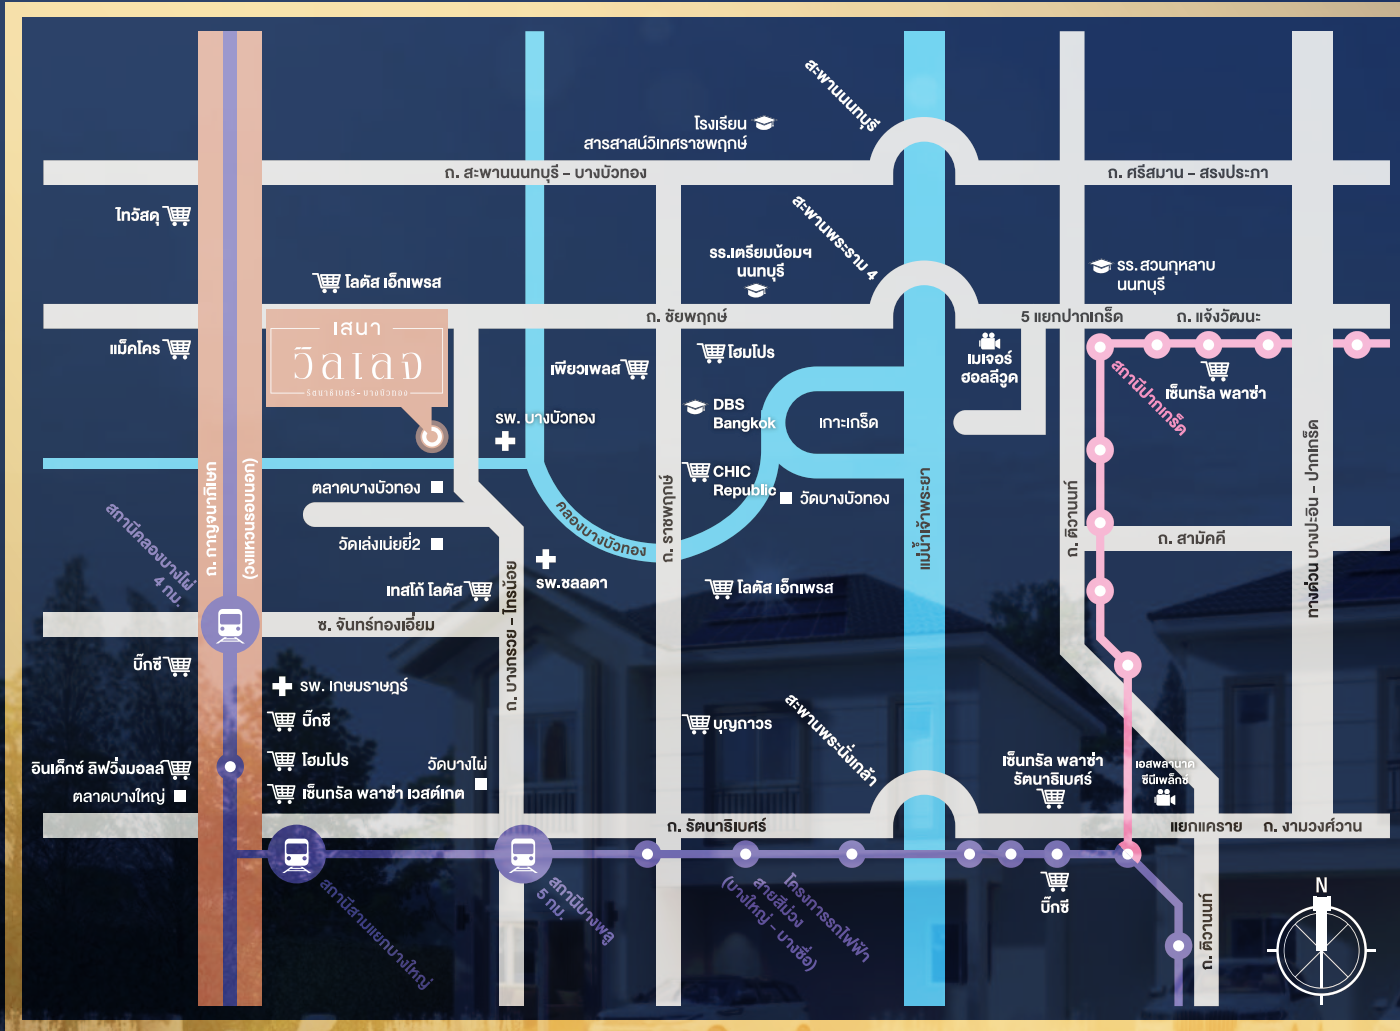 สะพานนนทบุรี
โรงเรียน
สารสาสน์วิเทศราชพฤกษ์
ถ. สะพานนนทบุรี - บางบัวทอง
ถ. ศรีสมาน - สรงประภา
ไทวัสดุ
สะพานพระราม 4
รร.เตรียมน้อมฯ
นนทบุรี
รร. สวนกุหลาบ
นนทบุรี
โลตัส เอ็กเพรส
ถ. ชัยพฤกษ์
5 แยกปากเกร็ด
ถ. แจ้งวัฒนะ
เสนา
วิลเลจ
รัตนาธิเบศร์-บางบัวทอง
แม็คโคร
เพียวเพลส
โฮมโปร
เมเจอร์
ฮอลลีวูด
สถานีปากเกร็ด
เซ็นทรัล พลาซ่า
DBS
Bangkok
เกาะเกร็ด
รพ. บางบัวทอง
CHIC
Republic
วัดบางบัวทอง
ตลาดบางบัวทอง
ถ. กาญจนาภิเษก
(วงแหวนรอบนอก)
สถานีคลองบางไผ่
4 กม.
คลองบางบัวทอง
ถ. ราชพฤกษ์
แม่น้ำเจ้าพระยา
ถ. ติวานนท์
ถ. สามัคคี
ทางด่วน บางปะอิน - ปากเกร็ด
วัดเล่งเน่ยยี่2
รพ.ชลลดา
เทสโก้ โลตัส
โลตัส เอ็กเพรส
ซ. จันทร์ทองเอี่ยม
ถ. บางกรวย - ไทรน้อย
บิ๊กซี
รพ. เกษมราษฎร์
บิ๊กซี
บุญถาวร
สะพานพระนั่งเกล้า
อินเด็กซ์ ลิฟวิ่งมอลล์
ตลาดบางใหญ่
โฮมโปร
วัดบางไผ่
เซ็นทรัล พลาซ่า เวสต์เกต
เซ็นทรัล พลาซ่า
รัตนาธิเบศร์
เอสพลานาด
ซีนีเพล็กซ์
ถ. รัตนาธิเบศร์
แยกแคราย
ถ. งามวงศ์วาน
สถานีสามแยกบางใหญ่
สถานีบางพลู
5 กม.
โครงการรถไฟฟ้า
สายสีม่วง
(บางใหญ่ - บางซื่อ)
บิ๊กซี
ถ. ติวานนท์
N